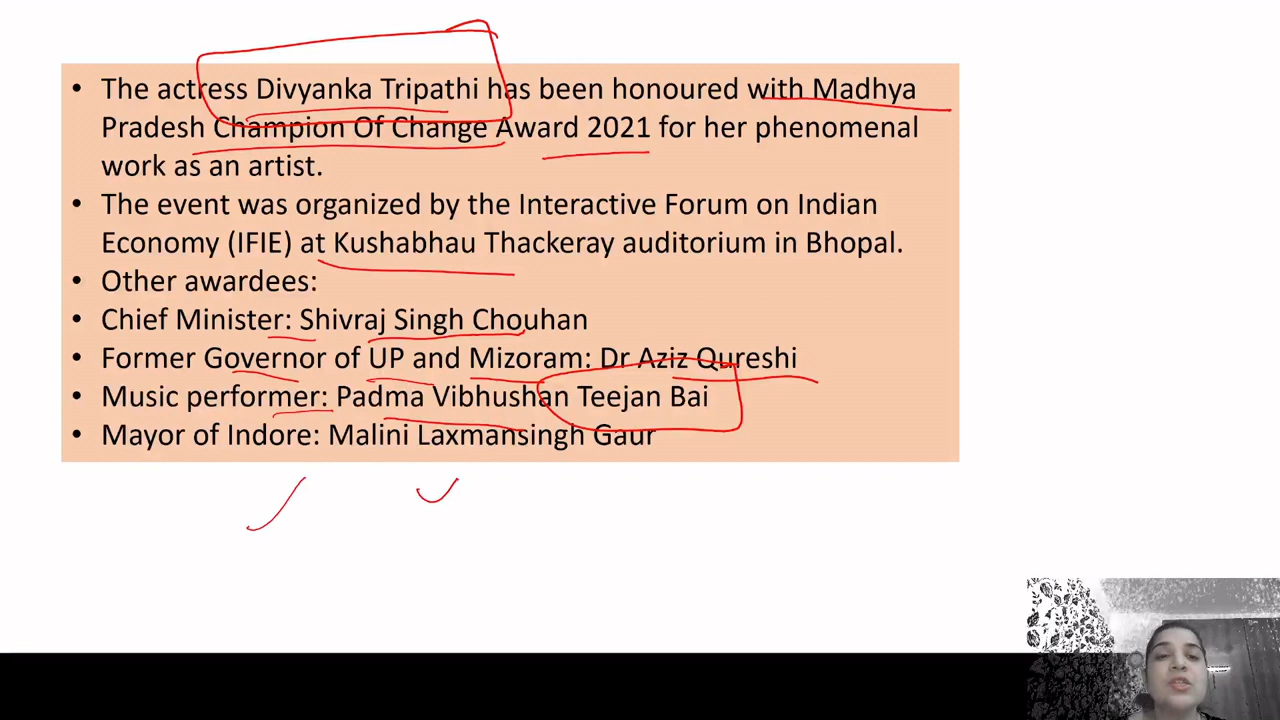 • The actress Divyanka Tripathi has been honoured with Madhya
Pradesh Champion Of Change Award 2021 for her phenomenal
work as an artist.
• The event was organized by the Interactive Forum on Indian
Economy (IFIE) at Kushabhau Thackeray auditorium in Bhopal.
• Other awardees:
• Chief Minister: Shivraj Singh Chouhan
• Former Governor of UP and Mizoram: Dr Aziz Qureshi
• Music performer: Padma Vibhushan Teejan Bai
• Mayor of Indore: Malini Laxmansingh Gaur